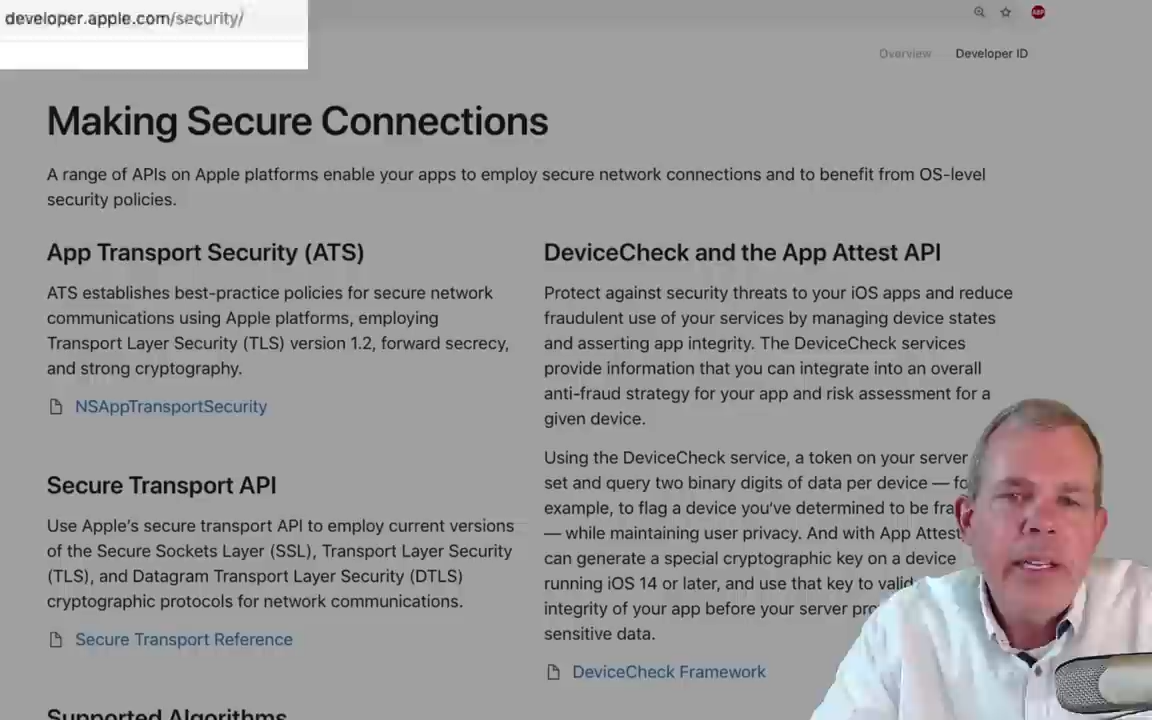 developer.apple.com/security/
ABP
Overview
Developer ID
Making Secure Connections
A range of APIs on Apple platforms enable your apps to employ secure network connections and to benefit from OS-level
security policies.
App Transport Security (ATS)
ATS establishes best-practice policies for secure network
communications using Apple platforms, employing
Transport Layer Security (TLS) version 1.2, forward secrecy,
and strong cryptography.
NSAppTransportSecurity
Secure Transport API
Use Apple’s secure transport API to employ current versions
of the Secure Sockets Layer (SSL), Transport Layer Security
(TLS), and Datagram Transport Layer Security (DTLS)
cryptographic protocols for network communications.
Secure Transport Reference
Supported Algorithms
DeviceCheck and the App Attest API
Protect against security threats to your iOS apps and reduce
fraudulent use of your services by managing device states
and asserting app integrity. The DeviceCheck services
provide information that you can integrate into an overall
anti-fraud strategy for your app and risk assessment for a
given device.
Using the DeviceCheck service, a token on your server
set and query two binary digits of data per device — fo
example, to flag a device you’ve determined to be fra
— while maintaining user privacy. And with App Attest
can generate a special cryptographic key on a device
running iOS 14 or later, and use that key to valid
integrity of your app before your server pro
sensitive data.
DeviceCheck Framework